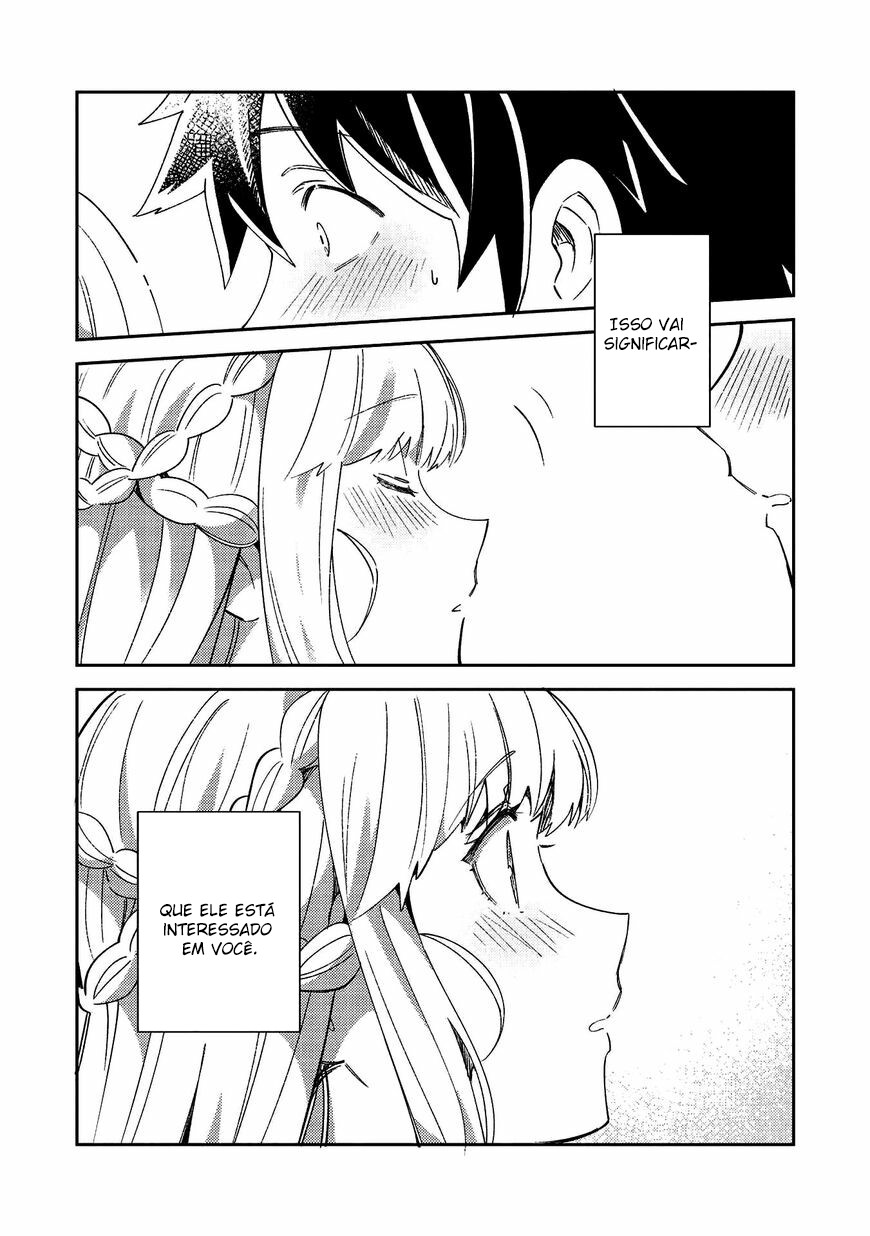 ISSO VAI
SIGNIFICAR-
QUE ELE ESTÁ
INTERESSADO
EM VOCÊ.